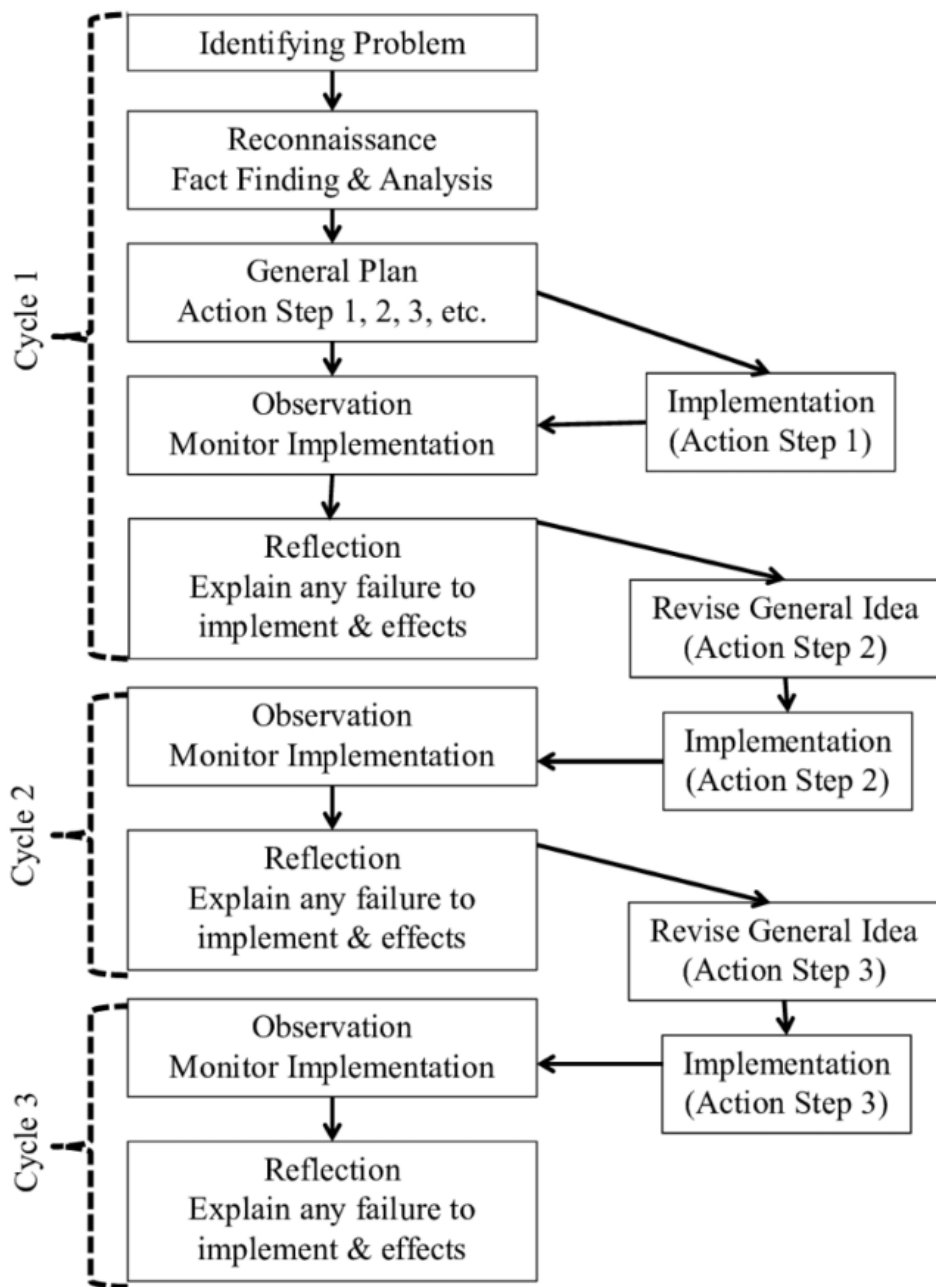 Cycle 1
Identifying Problem
Reconnaissance
Fact Finding & Analysis
General Plan
Action Step 1, 2, 3, etc.
Implementation
(Action Step 1)
Observation
Monitor Implementation
Reflection
Explain any failure to
implement & effects
Revise General Idea
(Action Step 2)
Implementation
(Action Step 2)
Cycle 2
Observation
Monitor Implementation
Reflection
Explain any failure to
implement & effects
Revise General Idea
(Action Step 3)
Implementation
(Action Step 3)
Cycle 3
Observation
Monitor Implementation
Reflection
Explain any failure to
implement & effects